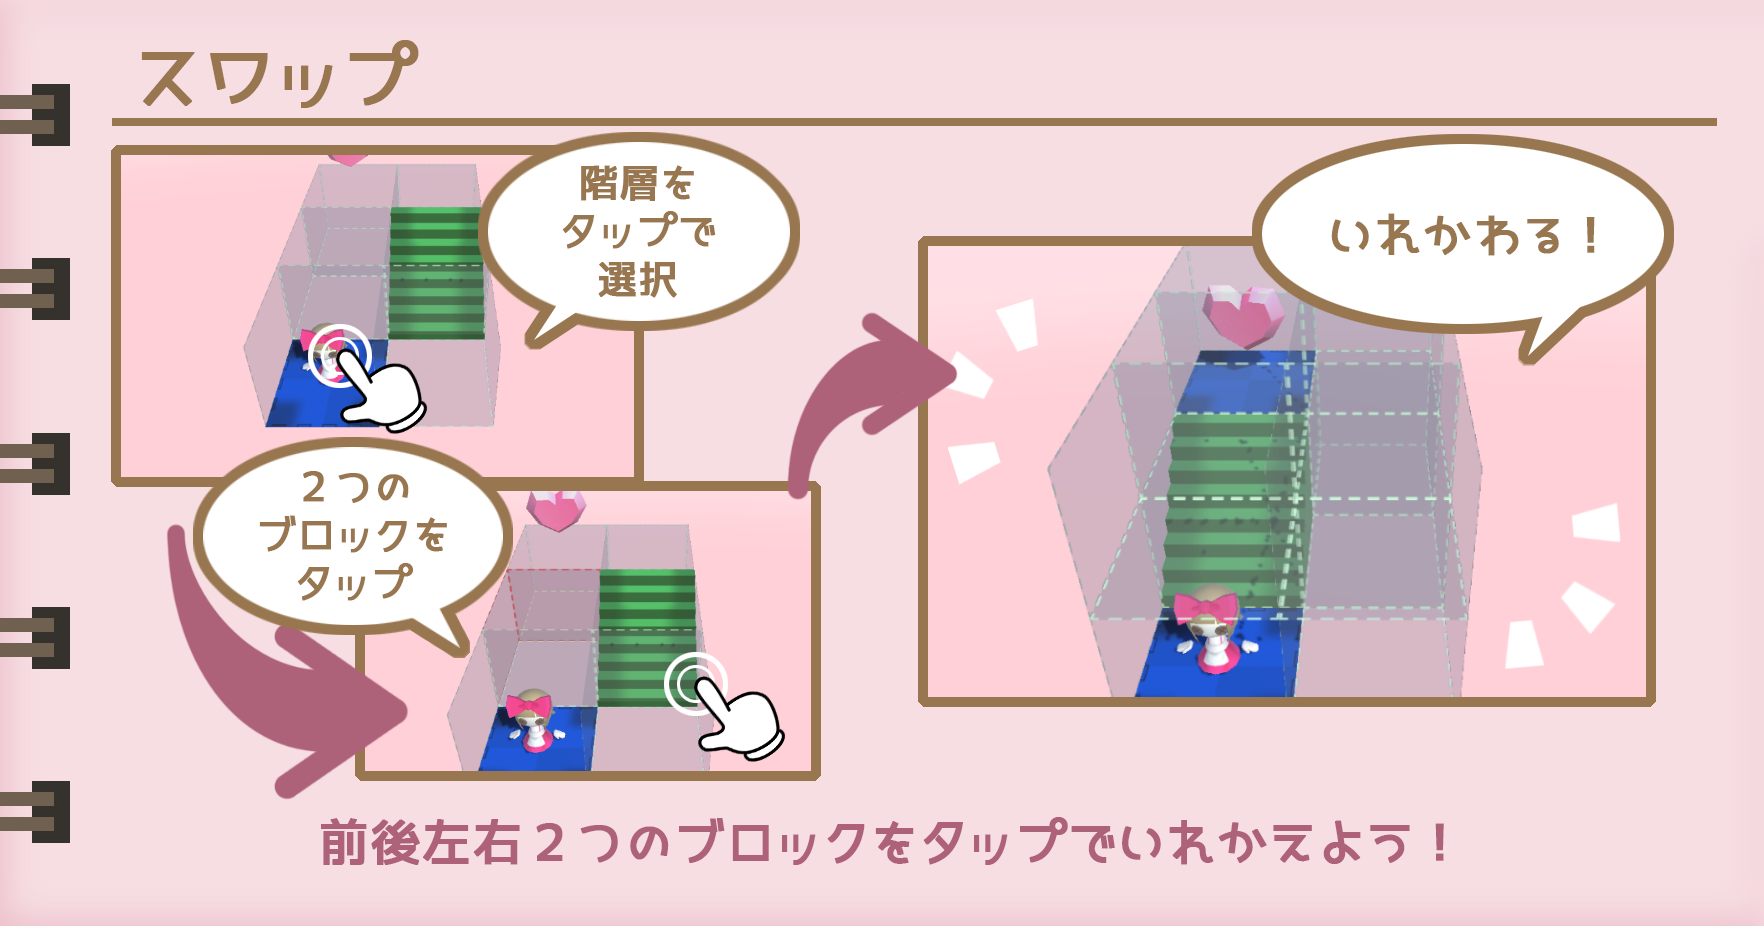 スワップ
階層を
タップで
選択
２つの
ブロックを
タップ
いれかわる！
前後左右２つのブロックをタップでいれかえよう！